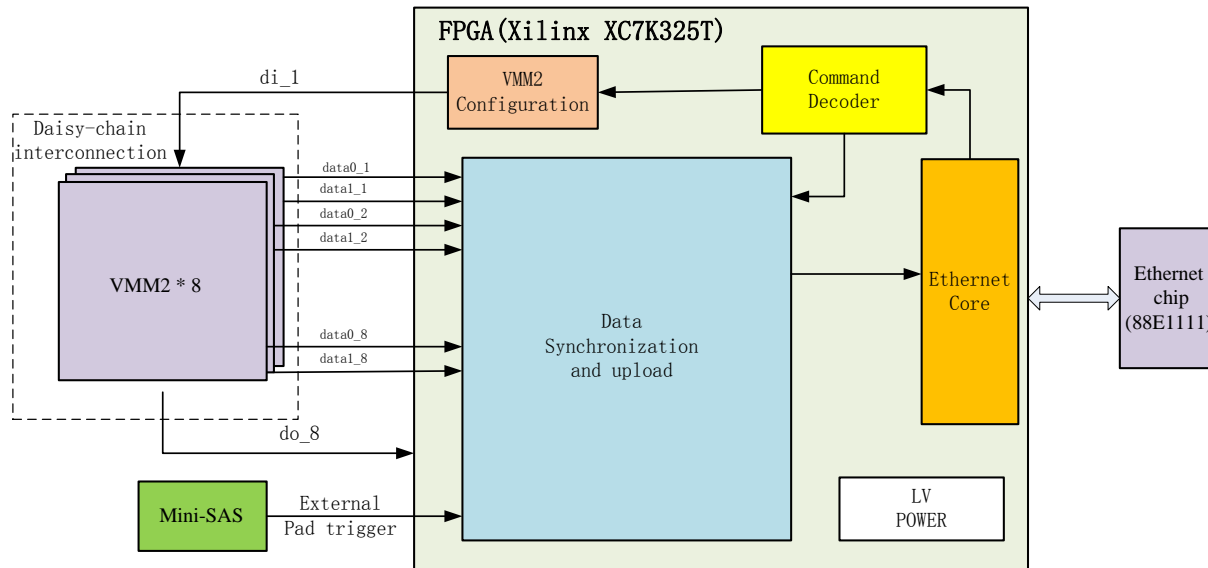 FPGA(Xilinx XC7K325T)
di_1
VMM2
Configuration
Command
Decoder
Daisy-chain
interconnection
data0_1
data1_1
data0_2
data1_2
VMM2 * 8
data0_8
data1_8
Data
Synchronization
and upload
Ethernet
Core
Ethernet
chip
(88E1111)
do_8
Mini-SAS
External
Pad trigger
LV
POWER